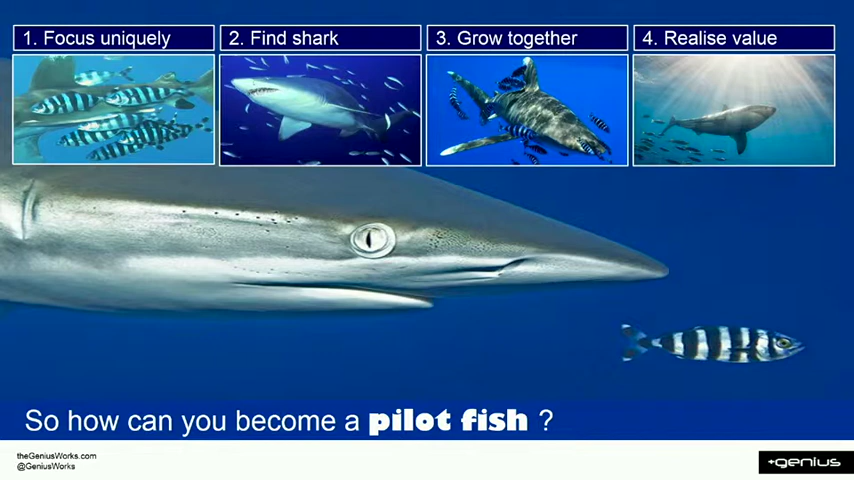 1. Focus uniquely
2. Find shark
3. Grow together
4. Realise value
So how can you become a pilot fish ?
theGeniusWorks.com
@GeniusWorks
+genius